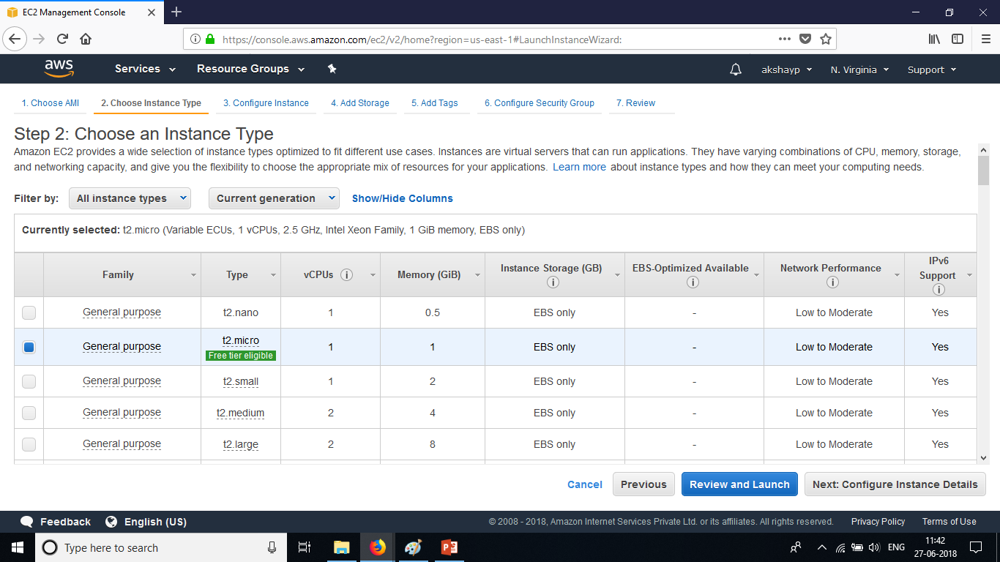 EC2 Management Console
https://console.aws.amazon.com/ec2/v2/home?region=us-east-1#LaunchInstanceWizard:
aws Services Resource Groups akshayp N. Virginia Support
1. Choose AMI 2. Choose Instance Type 3. Configure Instance 4. Add Storage 5. Add Tags 6. Configure Security Group 7. Review
Step 2: Choose an Instance Type
Amazon EC2 provides a wide selection of instance types optimized to fit different use cases. Instances are virtual servers that can run applications. They have varying combinations of CPU, memory, storage,
and networking capacity, and give you the flexibility to choose the appropriate mix of resources for your applications. Learn more about instance types and how they can meet your computing needs.
Filter by: All instance types Current generation Show/Hide Columns
Currently selected: t2.micro (Variable ECUs, 1 vCPUs, 2.5 GHz, Intel Xeon Family, 1 GiB memory, EBS only)
Family Type vCPUs Memory (GiB) Instance Storage (GB) EBS-Optimized Available Network Performance IPv6 Support
General purpose t2.nano 1 0.5 EBS only - Low to Moderate Yes
General purpose t2.micro 1 1 EBS only - Low to Moderate Yes
Free tier eligible
General purpose t2.small 1 2 EBS only - Low to Moderate Yes
General purpose t2.medium 2 4 EBS only - Low to Moderate Yes
General purpose t2.large 2 8 EBS only - Low to Moderate Yes
Cancel Previous Review and Launch Next: Configure Instance Details
Feedback English (US) © 2008 - 2018, Amazon Internet Services Private Ltd. or its affiliates. All rights reserved. Privacy Policy Terms of Use
Type here to search ENG 11:42
27-06-2018